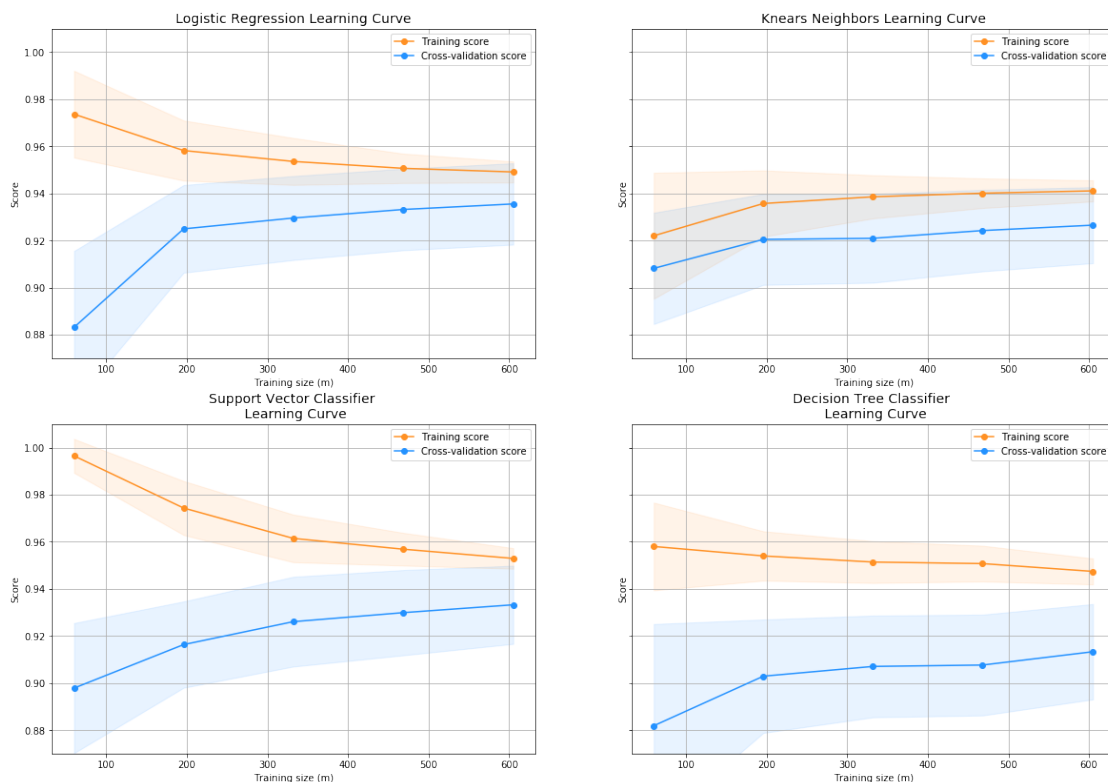 Logistic Regression Learning Curve
Training score
Cross-validation score
1.00
0.98
0.96
0.94
0.92
0.90
0.88
Score
100 200 300 400 500 600
Training size (m)
Knears Neighbors Learning Curve
Training score
Cross-validation score
Score
100 200 300 400 500 600
Training size (m)
Support Vector Classifier
Learning Curve
Training score
Cross-validation score
1.00
0.98
0.96
0.94
0.92
0.90
0.88
Score
100 200 300 400 500 600
Training size (m)
Decision Tree Classifier
Learning Curve
Training score
Cross-validation score
Score
100 200 300 400 500 600
Training size (m)